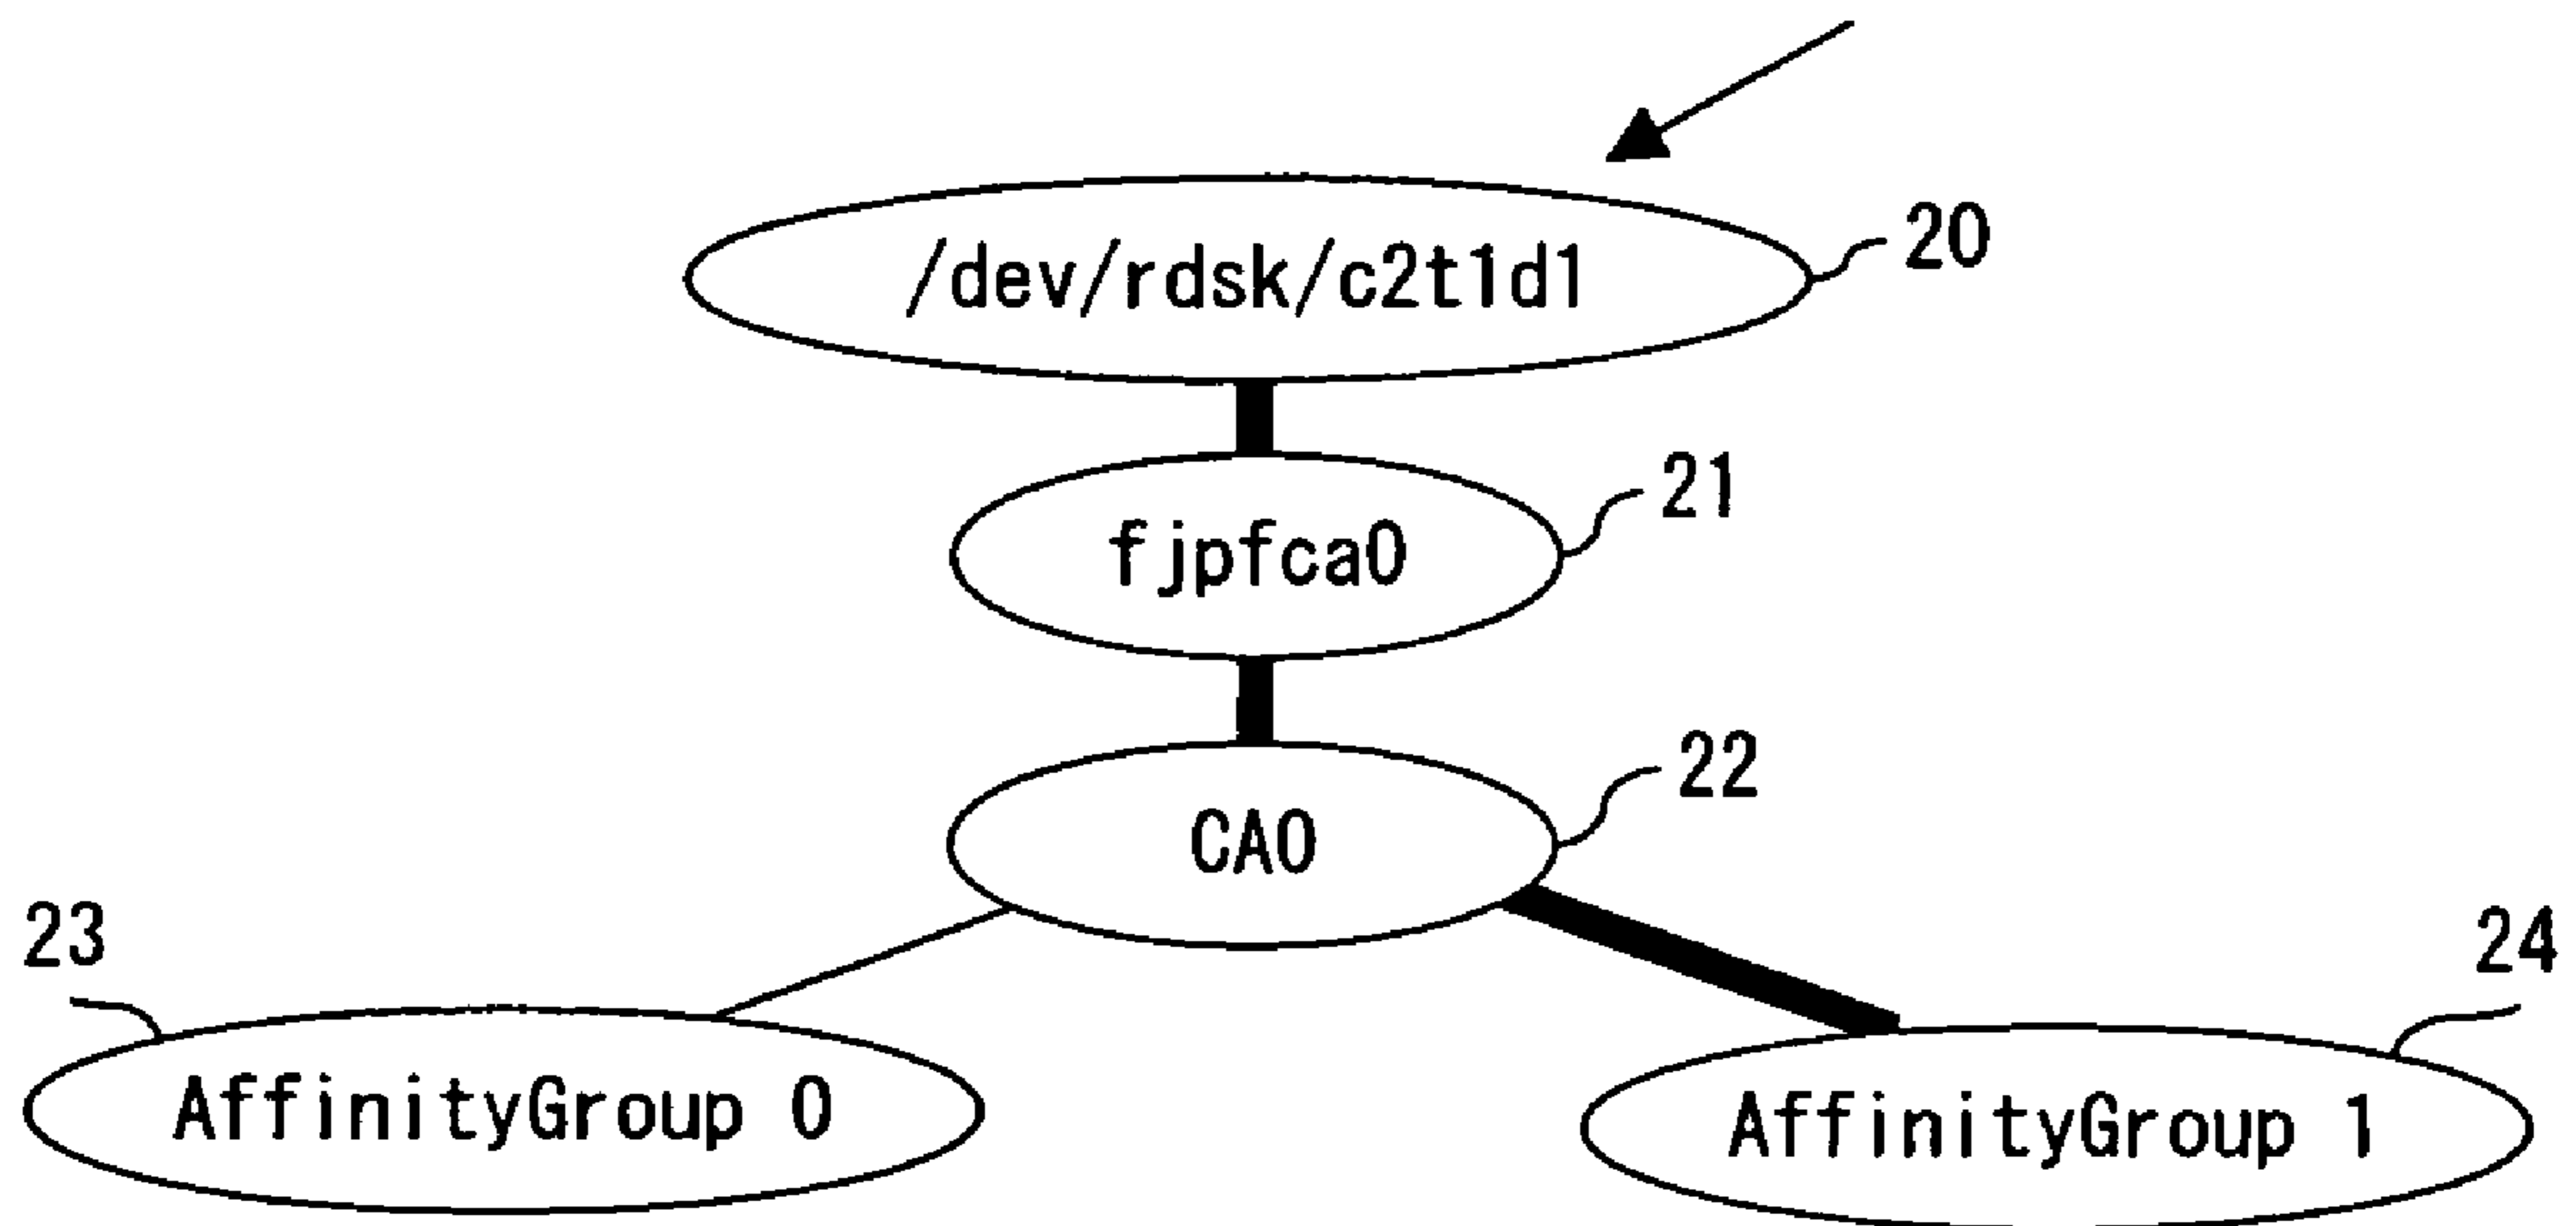 /dev/rdsk/c2t1d1
20
fjpfca0
21
CA0
22
23
AffinityGroup 0
24
AffinityGroup 1